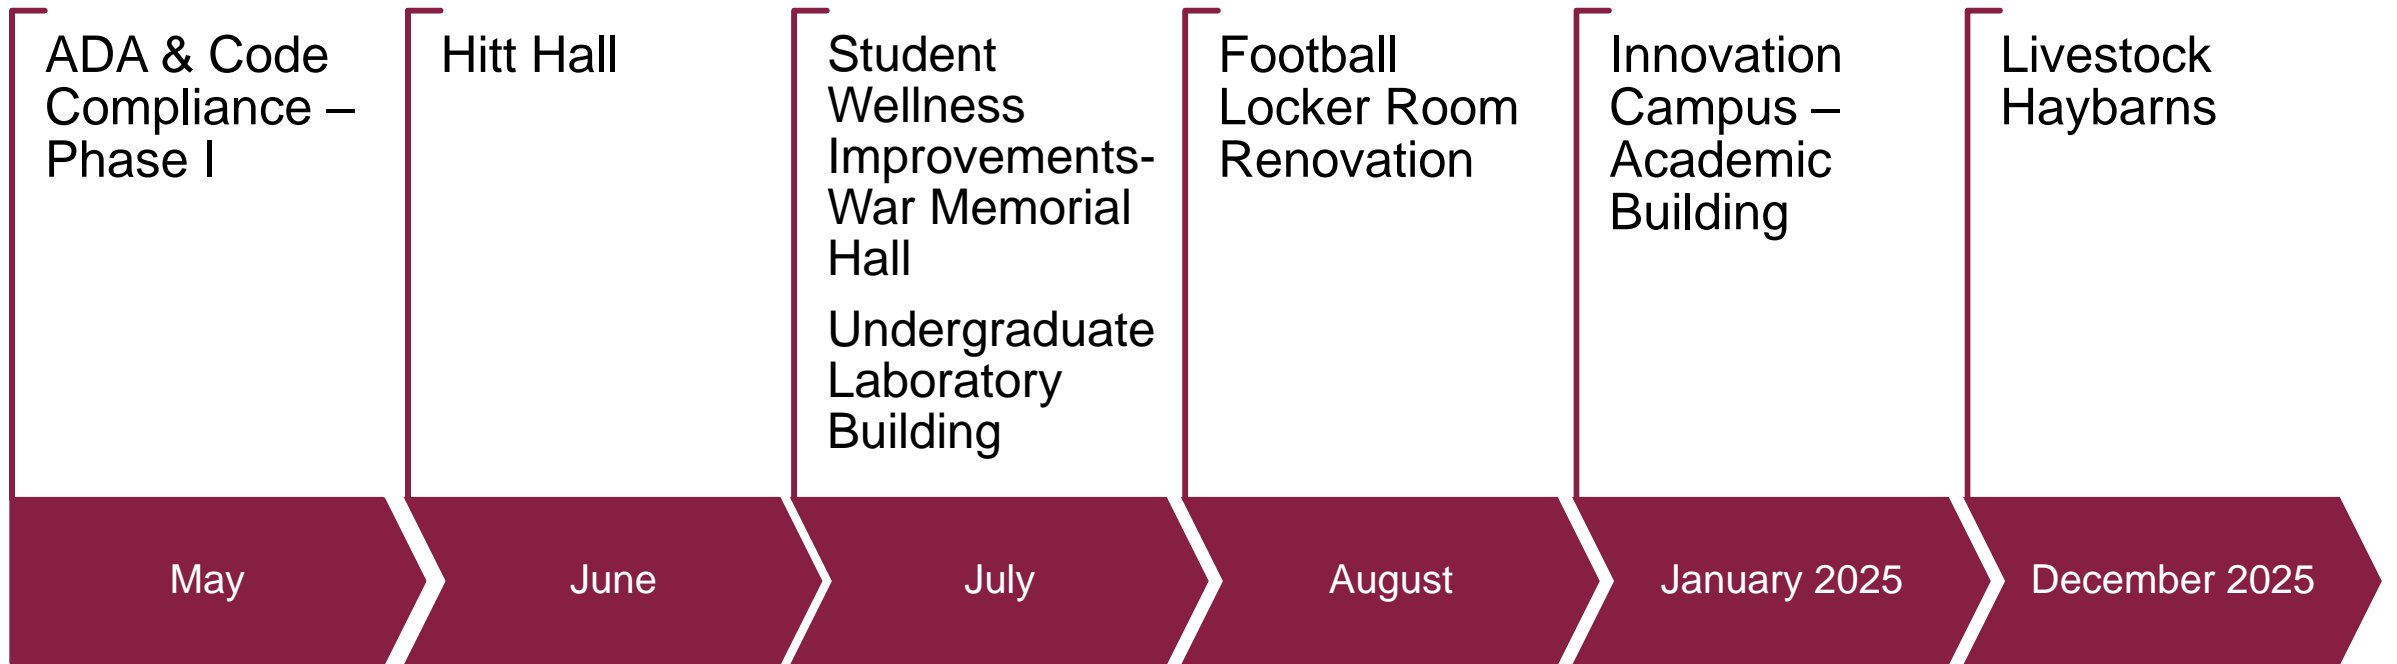 ADA & Code
Compliance –
Phase I
Hitt Hall
Student
Wellness
Improvements-
War Memorial
Hall
Undergraduate
Laboratory
Building
Football
Locker Room
Renovation
Innovation
Campus –
Academic
Building
Livestock
Haybarns
May
June
July
August
January 2025
December 2025